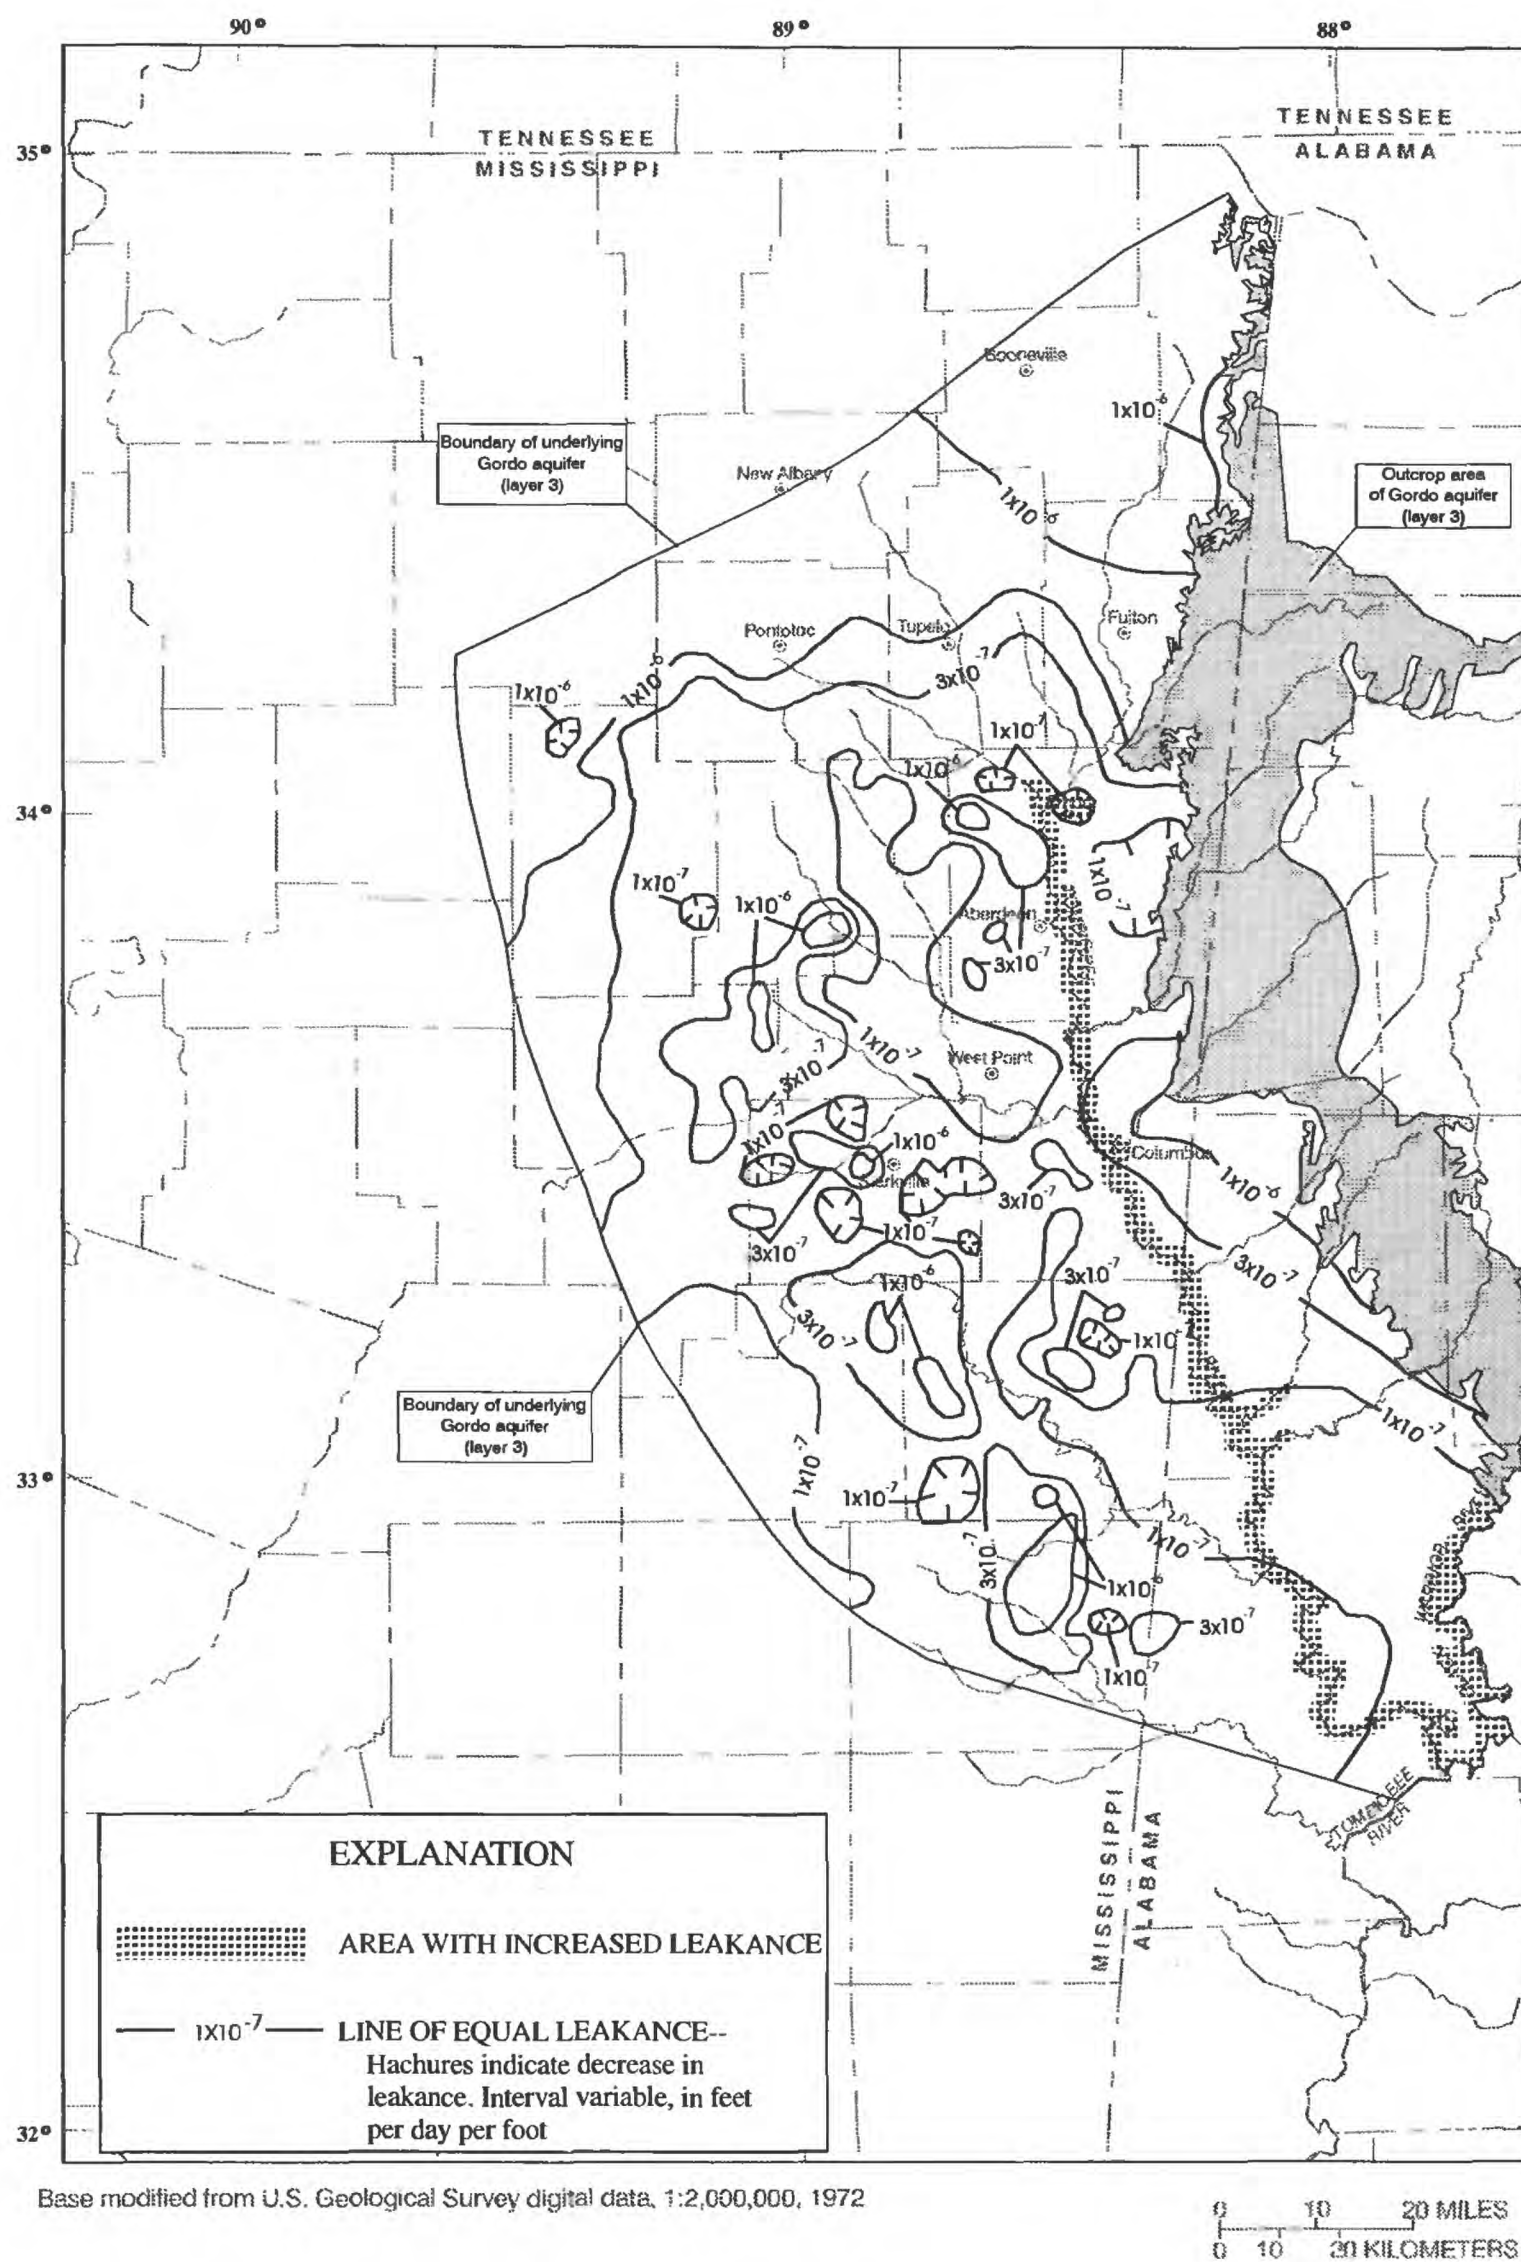 90° 89° 88°
TENNESSEE
MISSISSIPPI
TENNESSEE
ALABAMA
35°
Booneville
1x10⁻⁶
Boundary of underlying
Gordo aquifer
(layer 3)
New Albany
1x10⁻⁶
Outcrop area
of Gordo aquifer
(layer 3)
Pontotoc
Tupelo
Fulton
1x10⁻⁶
1x10⁻⁶
3x10⁻⁷
1x10⁻⁷
1x10⁻⁶
34°
1x10⁻⁷
1x10⁻⁷
1x10⁻⁶
Aberdeen
3x10⁻⁷
3x10⁻⁷
1x10⁻⁷
West Point
1x10⁻⁷
1x10⁻⁶
Columbus
Starkville
3x10⁻⁷
1x10⁻⁶
1x10⁻⁷
3x10⁻⁷
1x10⁻⁶
3x10⁻⁷
3x10⁻⁷
3x10⁻⁷
1x10
Boundary of underlying
Gordo aquifer
(layer 3)
1x10⁻⁷
33°
1x10⁻⁷
1x10⁻⁷
1x10⁻⁷
3x10⁻⁷
1x10⁻⁶
3x10⁻⁷
1x10⁻⁷
TOMBIGBEE
RIVER
MISSISSIPPI
ALABAMA
EXPLANATION
AREA WITH INCREASED LEAKANCE
1X10⁻⁷ LINE OF EQUAL LEAKANCE--
Hachures indicate decrease in
leakance. Interval variable, in feet
per day per foot
32°
Base modified from U.S. Geological Survey digital data, 1:2,000,000, 1972
0 10 20 MILES
0 10 20 KILOMETERS